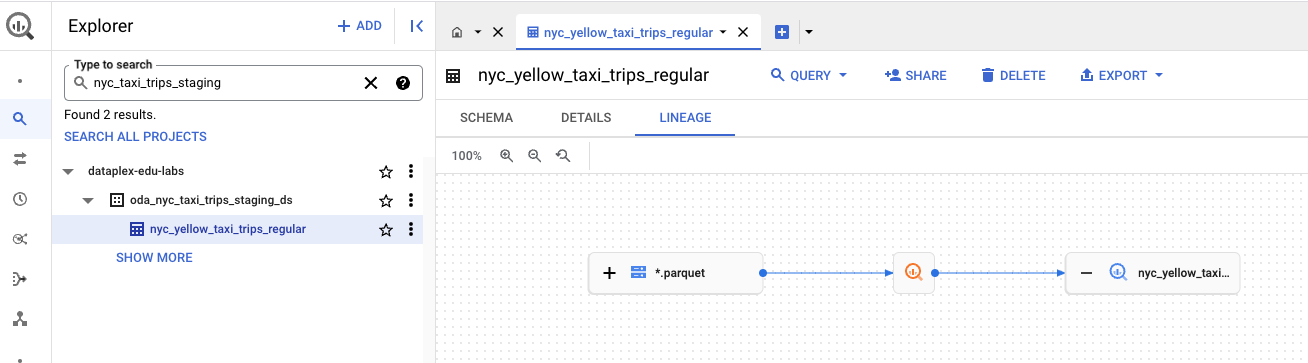 Explorer
+ ADD
Type to search
nyc_taxi_trips_staging
Found 2 results.
SEARCH ALL PROJECTS
dataplex-edu-labs
oda_nyc_taxi_trips_staging_ds
nyc_yellow_taxi_trips_regular
SHOW MORE
nyc_yellow_taxi_trips_regular
nyc_yellow_taxi_trips_regular
QUERY
SHARE
DELETE
EXPORT
SCHEMA
DETAILS
LINEAGE
100%
*.parquet
nyc_yellow_taxi...